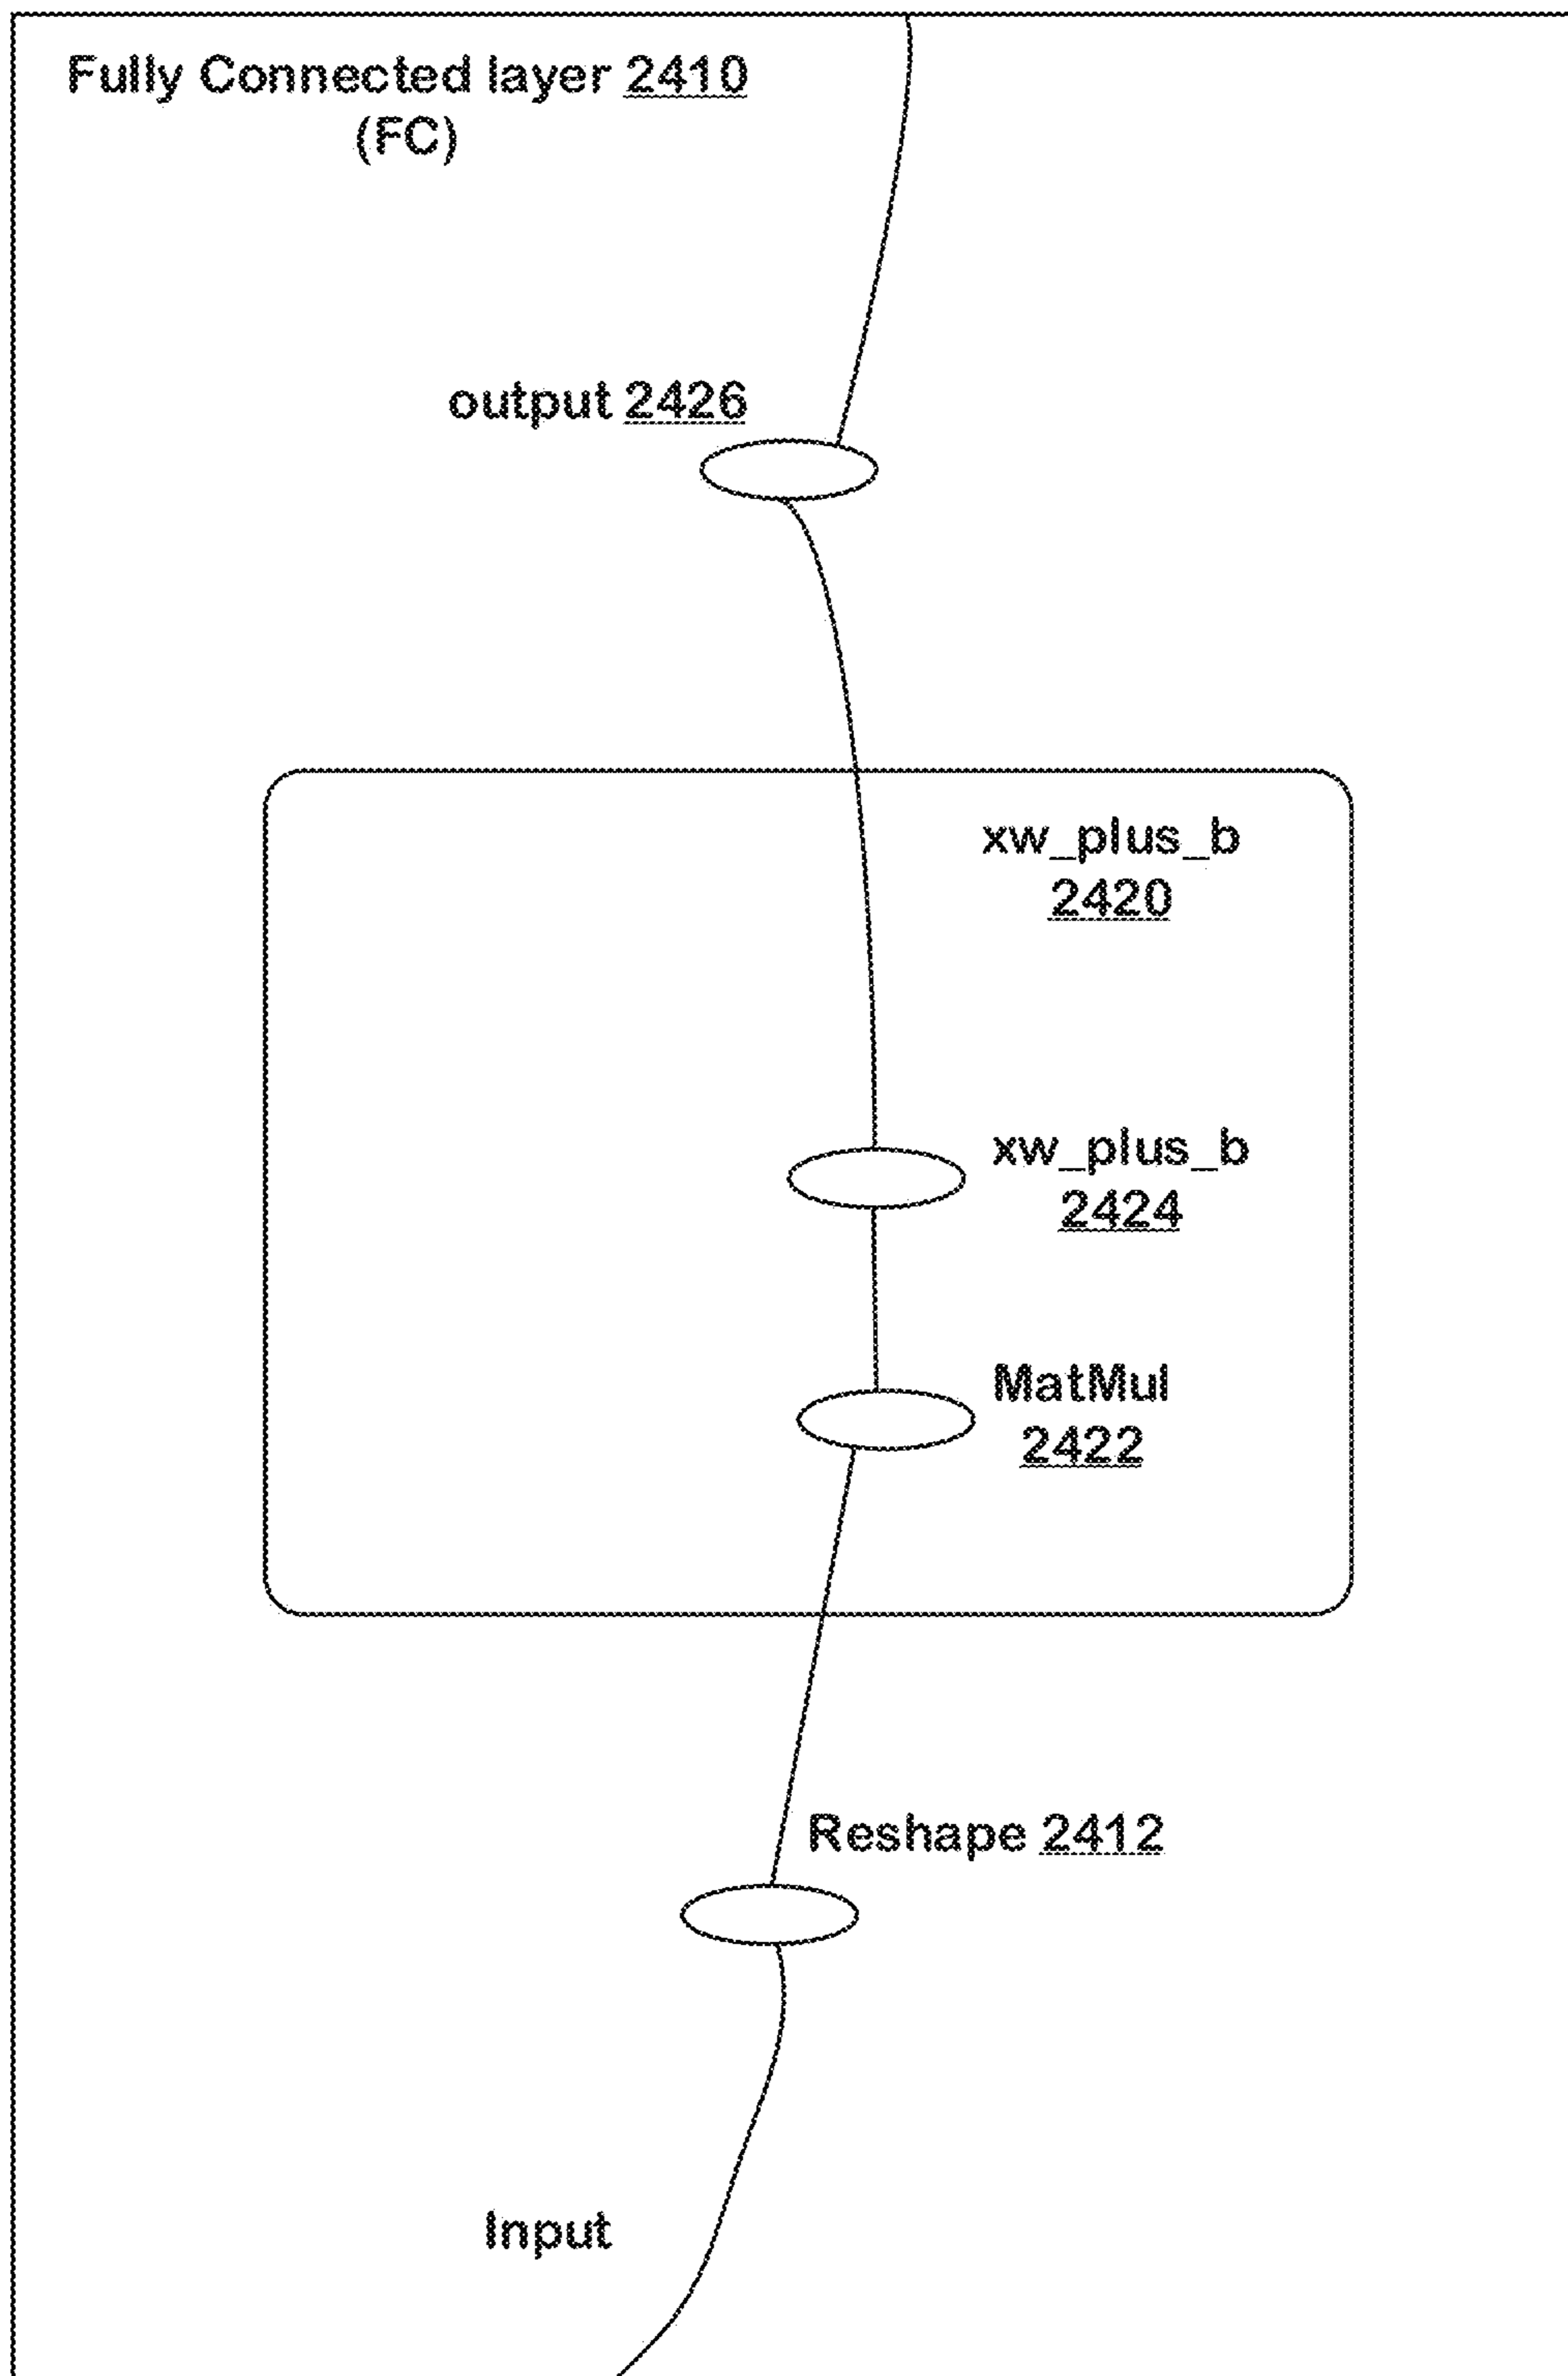 Fully Connected layer 2410
(FC)
output 2426
xw_plus_b
2420
xw_plus_b
2424
MatMul
2422
Reshape 2412
Input